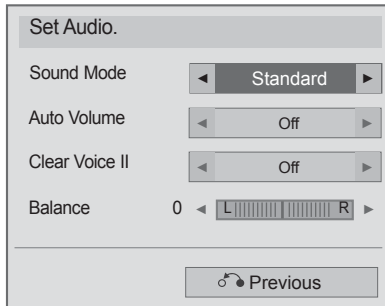 Set Audio.
Sound Mode ◄ Standard ►
Auto Volume ◄ Off ►
Clear Voice II ◄ Off ►
Balance 0 ◄ L R ►
Previous